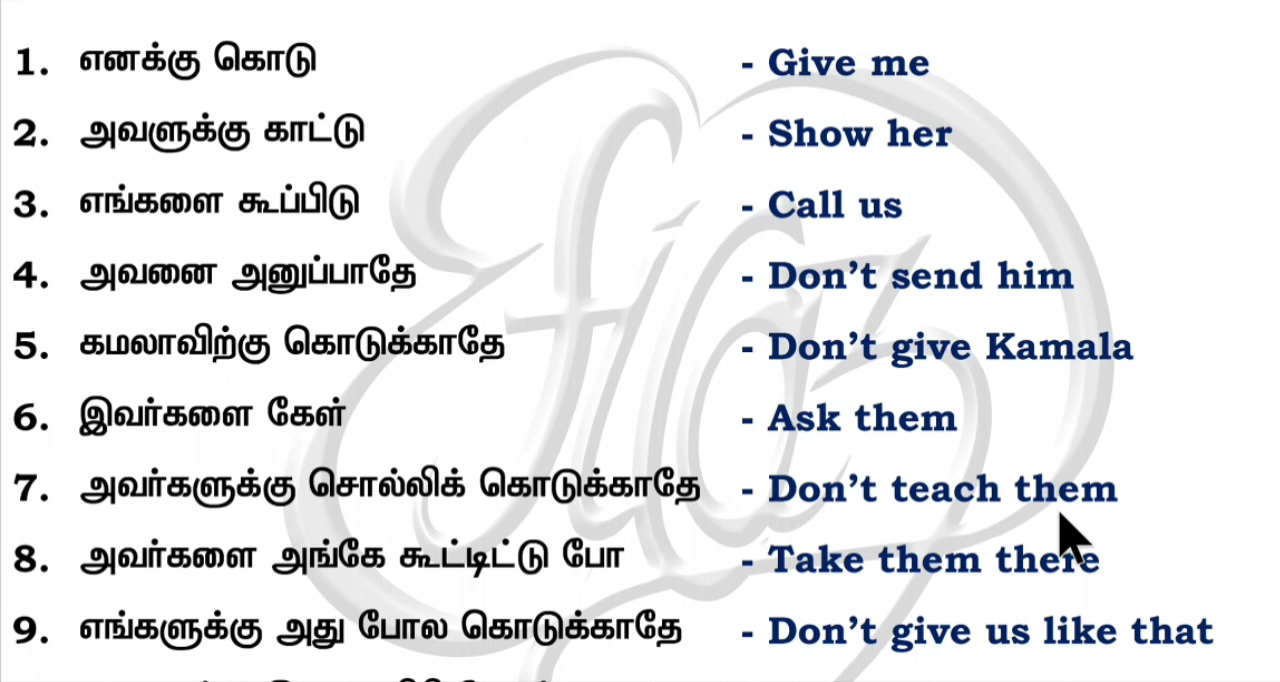 1. எனக்கு கொடு - Give me
2. அவளுக்கு காட்டு - Show her
3. எங்களை கூப்பிடு - Call us
4. அவனை அனுப்பாதே - Don't send him
5. கமலாவிற்கு கொடுக்காதே - Don't give Kamala
6. இவர்களை கேள் - Ask them
7. அவர்களுக்கு சொல்லிக் கொடுக்காதே - Don't teach them
8. அவர்களை அங்கே கூட்டிட்டு போ - Take them there
9. எங்களுக்கு அது போல கொடுக்காதே - Don't give us like that